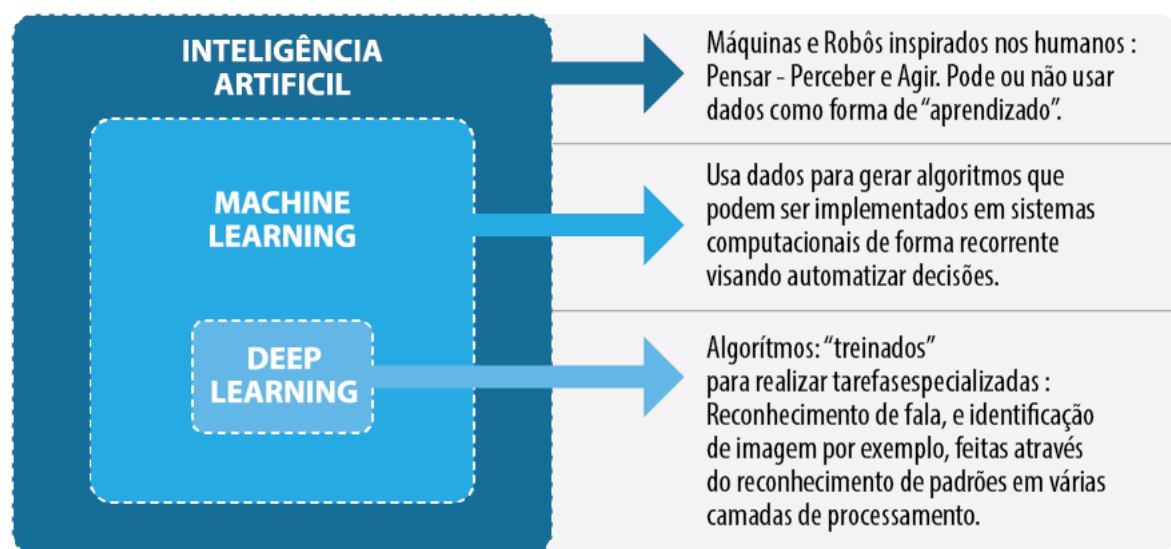 INTELIGÊNCIA
ARTIFICIL
Máquinas e Robôs inspirados nos humanos :
Pensar - Perceber e Agir. Pode ou não usar
dados como forma de “aprendizado”.
MACHINE
LEARNING
Usa dados para gerar algoritmos que
podem ser implementados em sistemas
computacionais de forma recorrente
visando automatizar decisões.
DEEP
LEARNING
Algorítmos: “treinados”
para realizar tarefasespecializadas :
Reconhecimento de fala, e identificação
de imagem por exemplo, feitas através
do reconhecimento de padrões em várias
camadas de processamento.